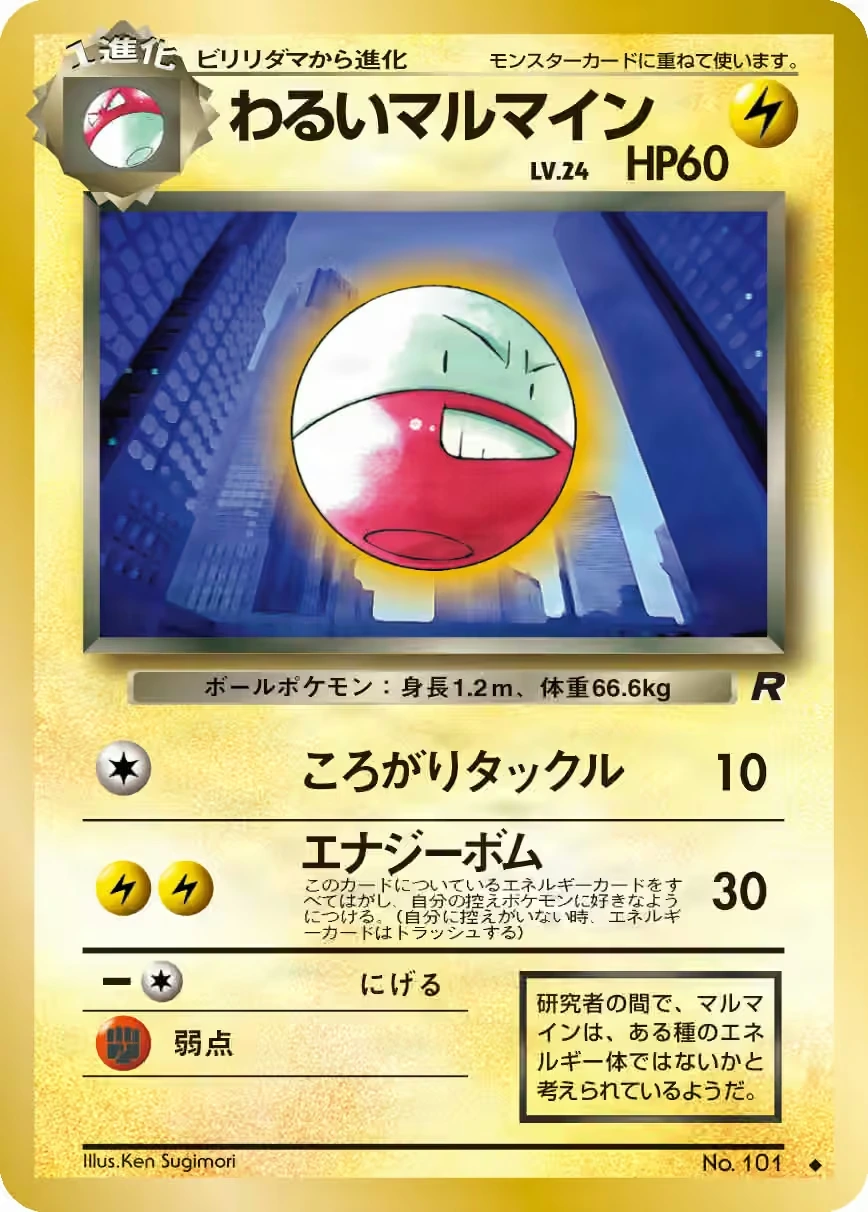 1進化
ビリリダマから進化
モンスターカードに重ねて使います。
わるいマルマイン
LV.24 HP60
ボールポケモン：身長1.2m、体重66.6kg
R
ころがりタックル 10
エナジーボム 30
このカードについているエネルギーカードをす
べてはがし、自分の控えポケモンに好きなよう
につける。（自分に控えがいない時、エネルギ
ーカードはトラッシュする）
ー にげる
弱点
研究者の間で、マルマ
インは、ある種のエネ
ルギー体ではないかと
考えられているようだ。
Illus.Ken Sugimori
No. 101